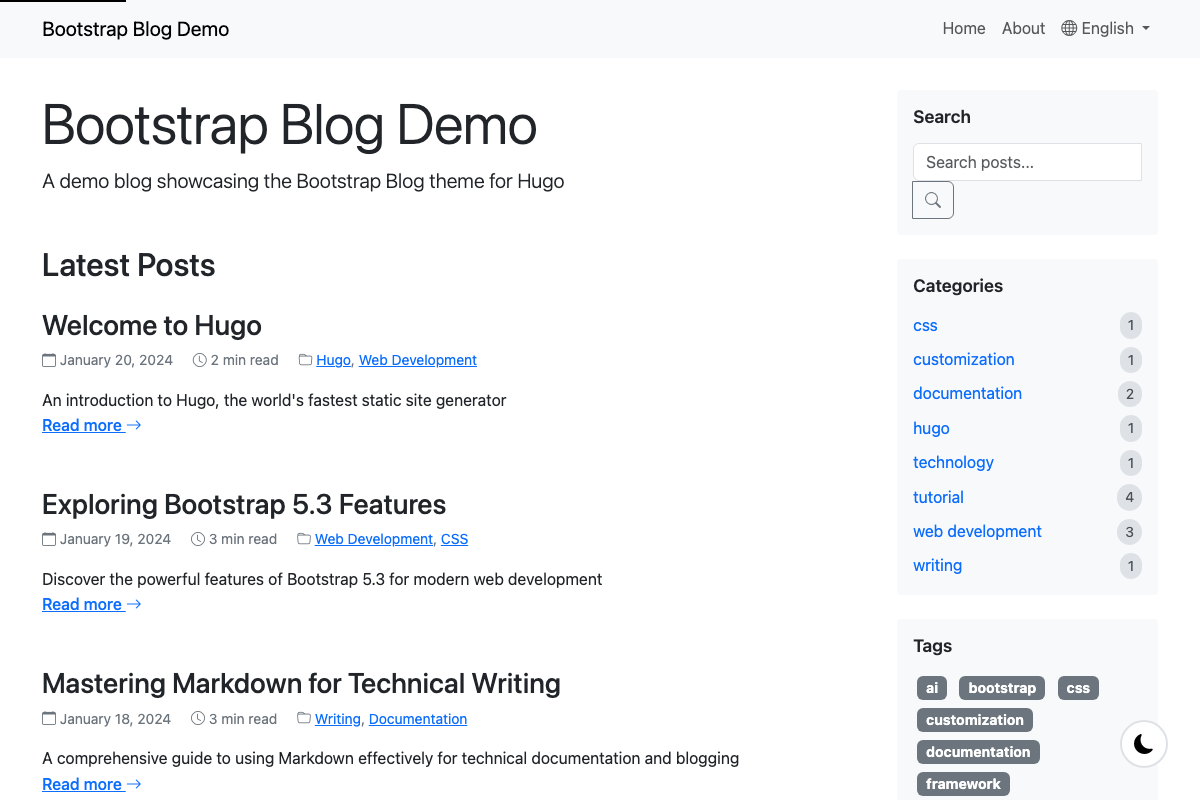 Bootstrap Blog Demo
Home About English
Bootstrap Blog Demo
A demo blog showcasing the Bootstrap Blog theme for Hugo
Latest Posts
Welcome to Hugo
January 20, 2024 2 min read Hugo, Web Development
An introduction to Hugo, the world's fastest static site generator
Read more
Exploring Bootstrap 5.3 Features
January 19, 2024 3 min read Web Development, CSS
Discover the powerful features of Bootstrap 5.3 for modern web development
Read more
Mastering Markdown for Technical Writing
January 18, 2024 3 min read Writing, Documentation
A comprehensive guide to using Markdown effectively for technical documentation and blogging
Read more
Search
Search posts...
Categories
css 1
customization 1
documentation 2
hugo 1
technology 1
tutorial 4
web development 3
writing 1
Tags
ai bootstrap css
customization
documentation
framework